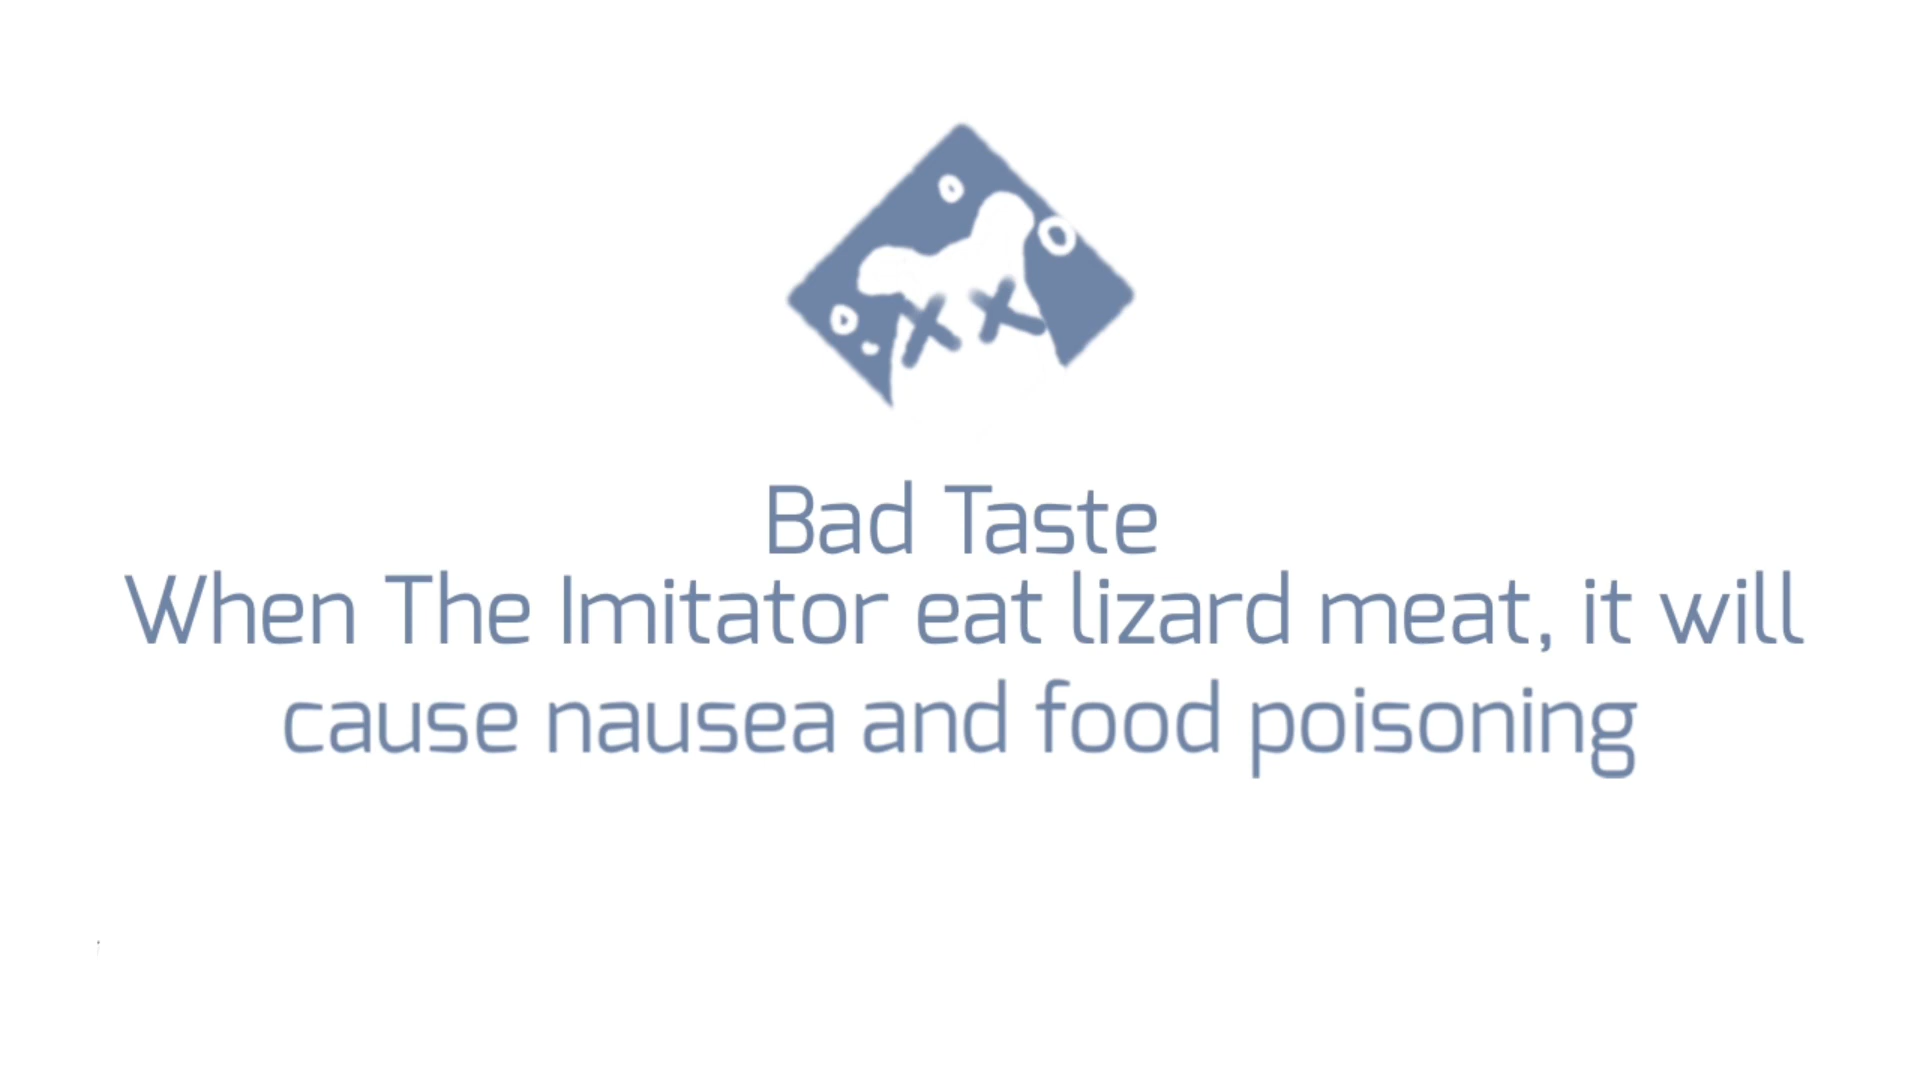 Bad Taste
When The Imitator eat lizard meat, it will
cause nausea and food poisoning